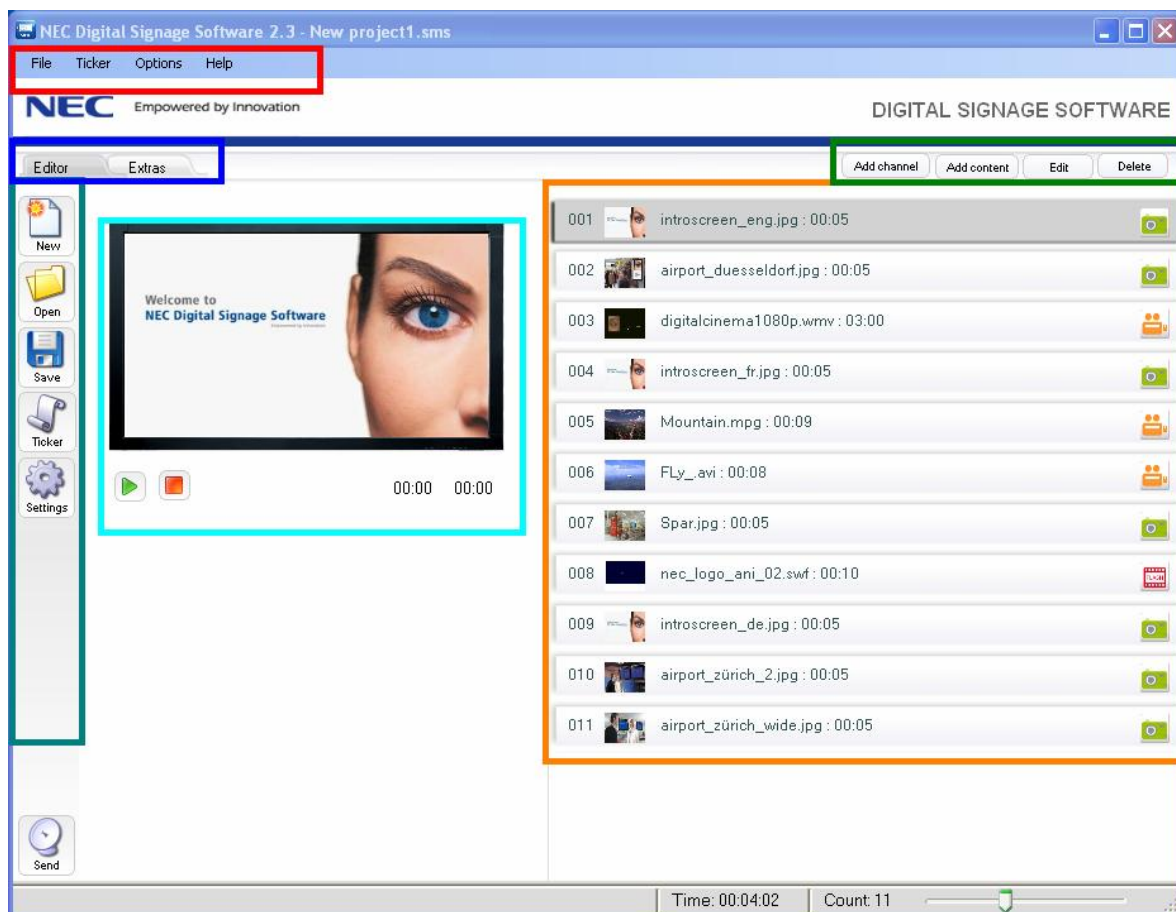 NEC Digital Signage Software 2.3 - New project1.sms
File Ticker Options Help
NEC Empowered by Innovation
DIGITAL SIGNAGE SOFTWARE
Editor Extras
Add channel Add content Edit Delete
New
Open
Save
Ticker
Settings
Send
Welcome to
NEC Digital Signage Software
Empowered by Innovation
00:00 00:00
001 introscreen_eng.jpg : 00:05
002 airport_duesseldorf.jpg : 00:05
003 digitalcinema1080p.wmv : 03:00
004 introscreen_fr.jpg : 00:05
005 Mountain.mpg : 00:09
006 FLy_.avi : 00:08
007 Spar.jpg : 00:05
008 nec_logo_ani_02.swf : 00:10
009 introscreen_de.jpg : 00:05
010 airport_zürich_2.jpg : 00:05
011 airport_zürich_wide.jpg : 00:05
Time: 00:04:02 Count: 11